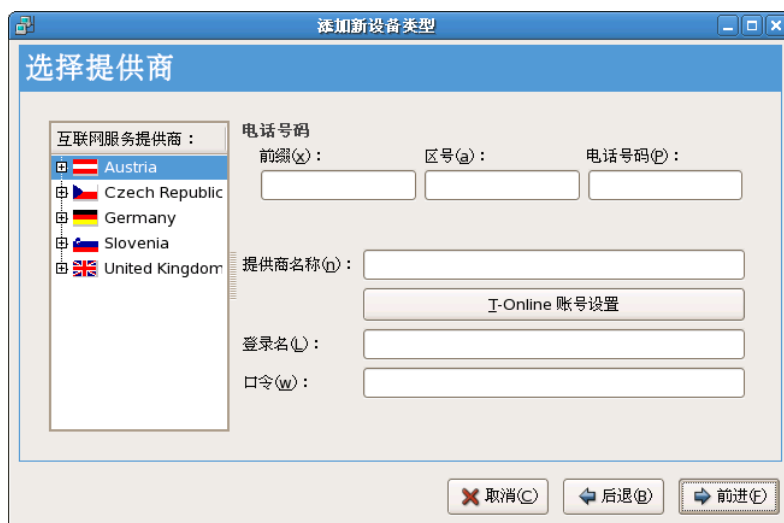 添加新设备类型
选择提供商
互联网服务提供商：
Austria
Czech Republic
Germany
Slovenia
United Kingdom
电话号码
前缀(x)： 区号(a)： 电话号码(P)：
提供商名称(n)：
T-Online 账号设置
登录名(L)：
口令(w)：
取消(C) 后退(B) 前进(F)